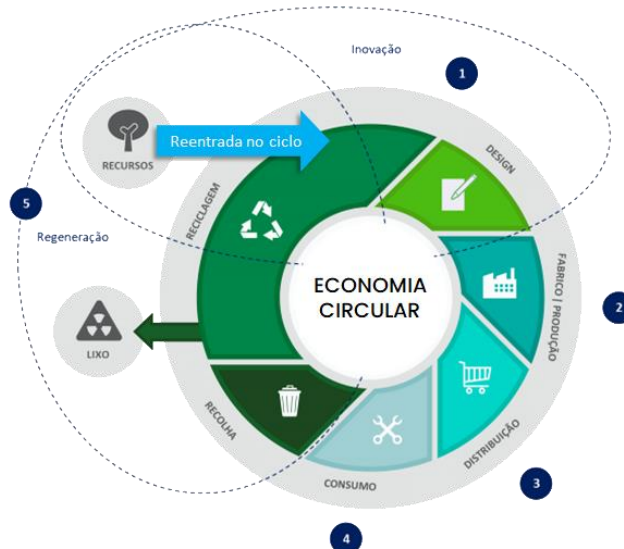 Inovação
1
Reentrada no ciclo
RECURSOS
DESIGN
RECICLAGEM
5
Regeneração
ECONOMIA
CIRCULAR
FABRICO | PRODUÇÃO
2
LIXO
RECOLHA
DISTRIBUIÇÃO
CONSUMO
3
4